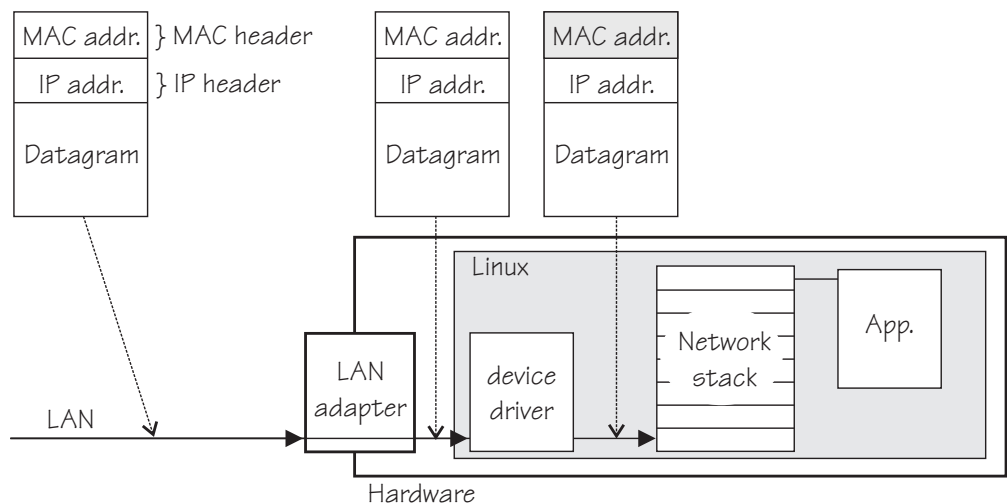 MAC addr. } MAC header
IP addr. } IP header
Datagram
MAC addr.
IP addr.
Datagram
MAC addr.
IP addr.
Datagram
Linux
LAN
LAN
adapter
device
driver
Network
stack
App.
Hardware